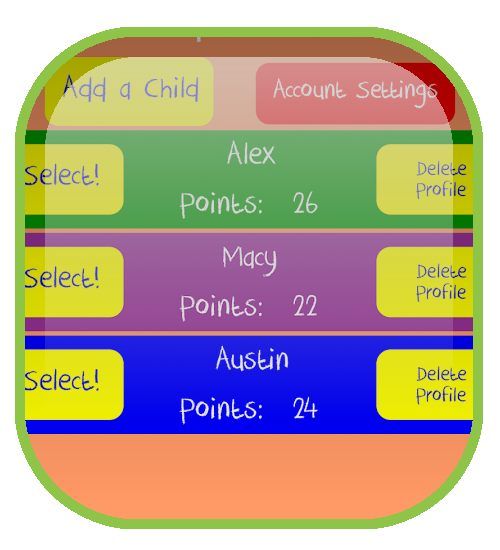 Add a Child Account Settings
Alex
Select! Points: 26 Delete Profile
Macy
Select! Points: 22 Delete Profile
Austin
Select! Points: 24 Delete Profile